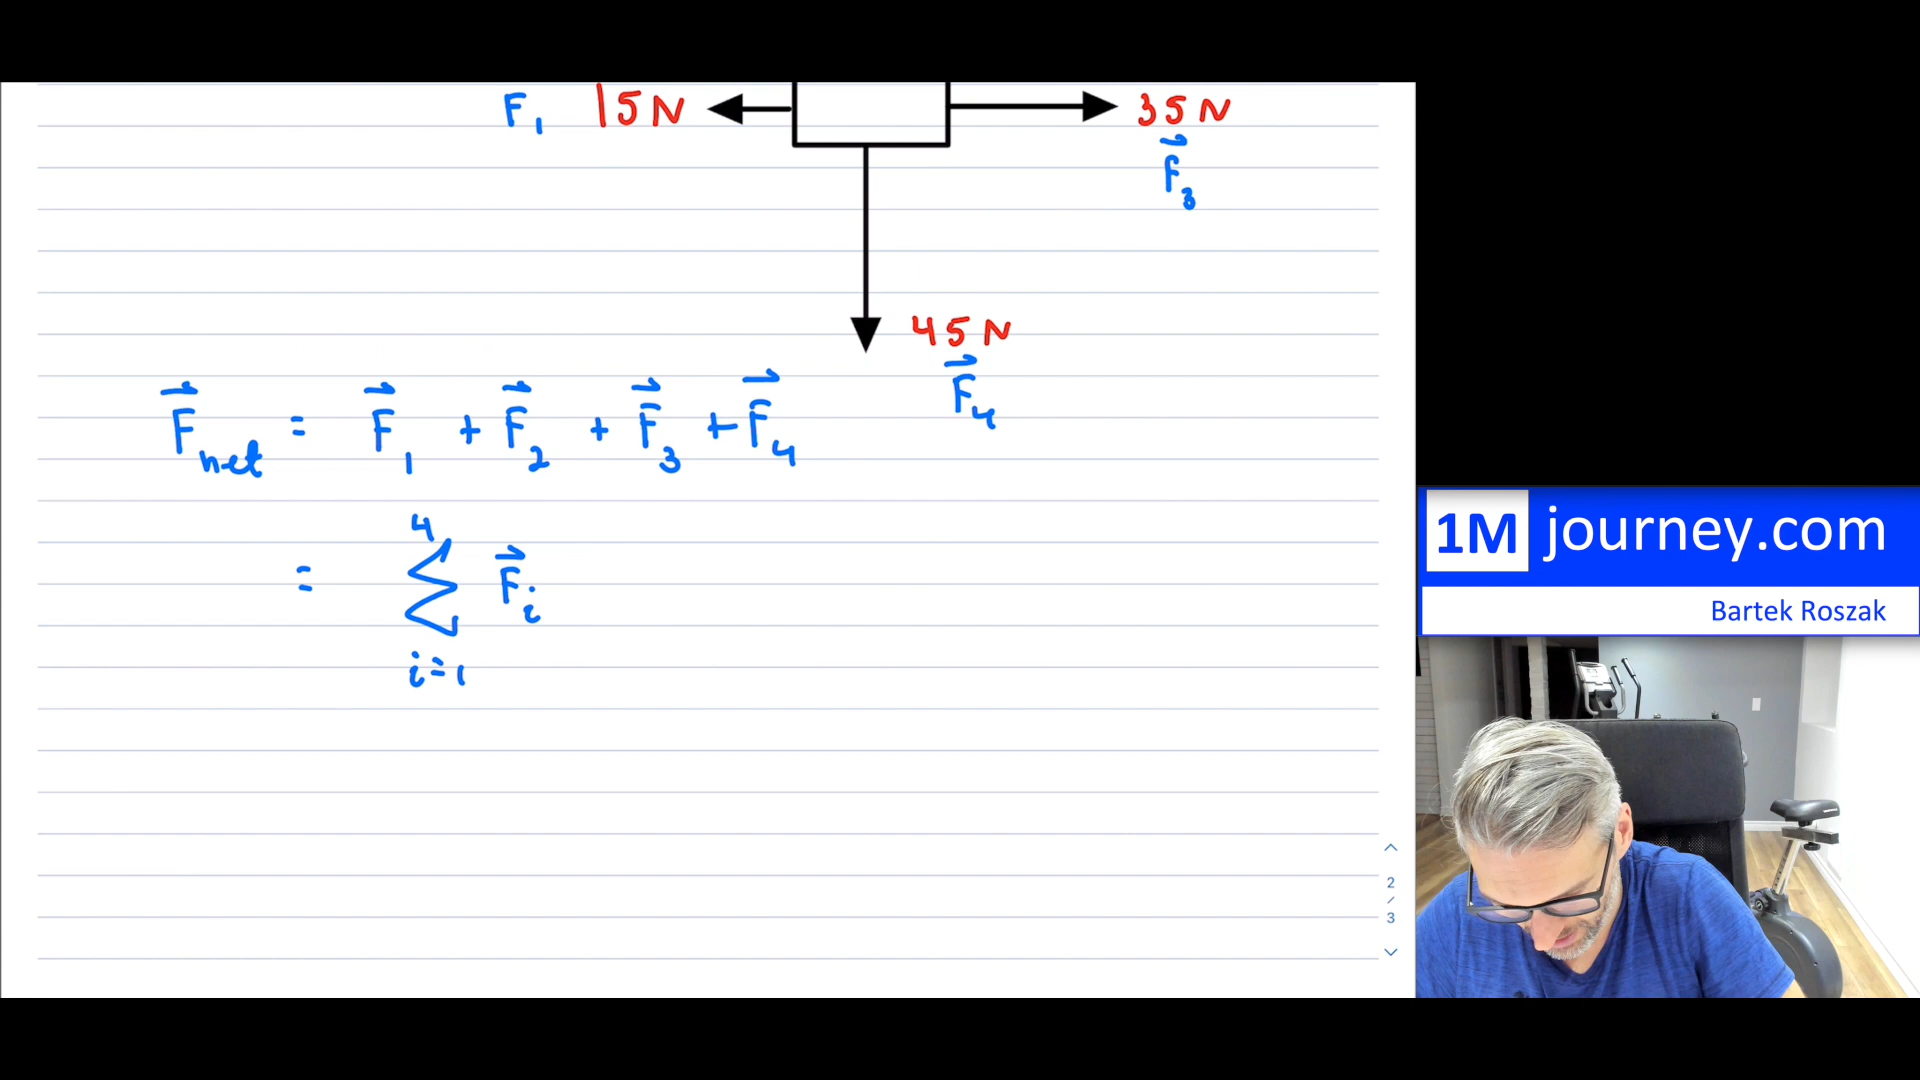 F₁ 15 N 35 N
F⃗₃
45 N
F⃗₄
F⃗net = F⃗₁ + F⃗₂ + F⃗₃ + F⃗₄
4
= Σ F⃗ᵢ
i=1
1M journey.com
Bartek Roszak
2
/
3